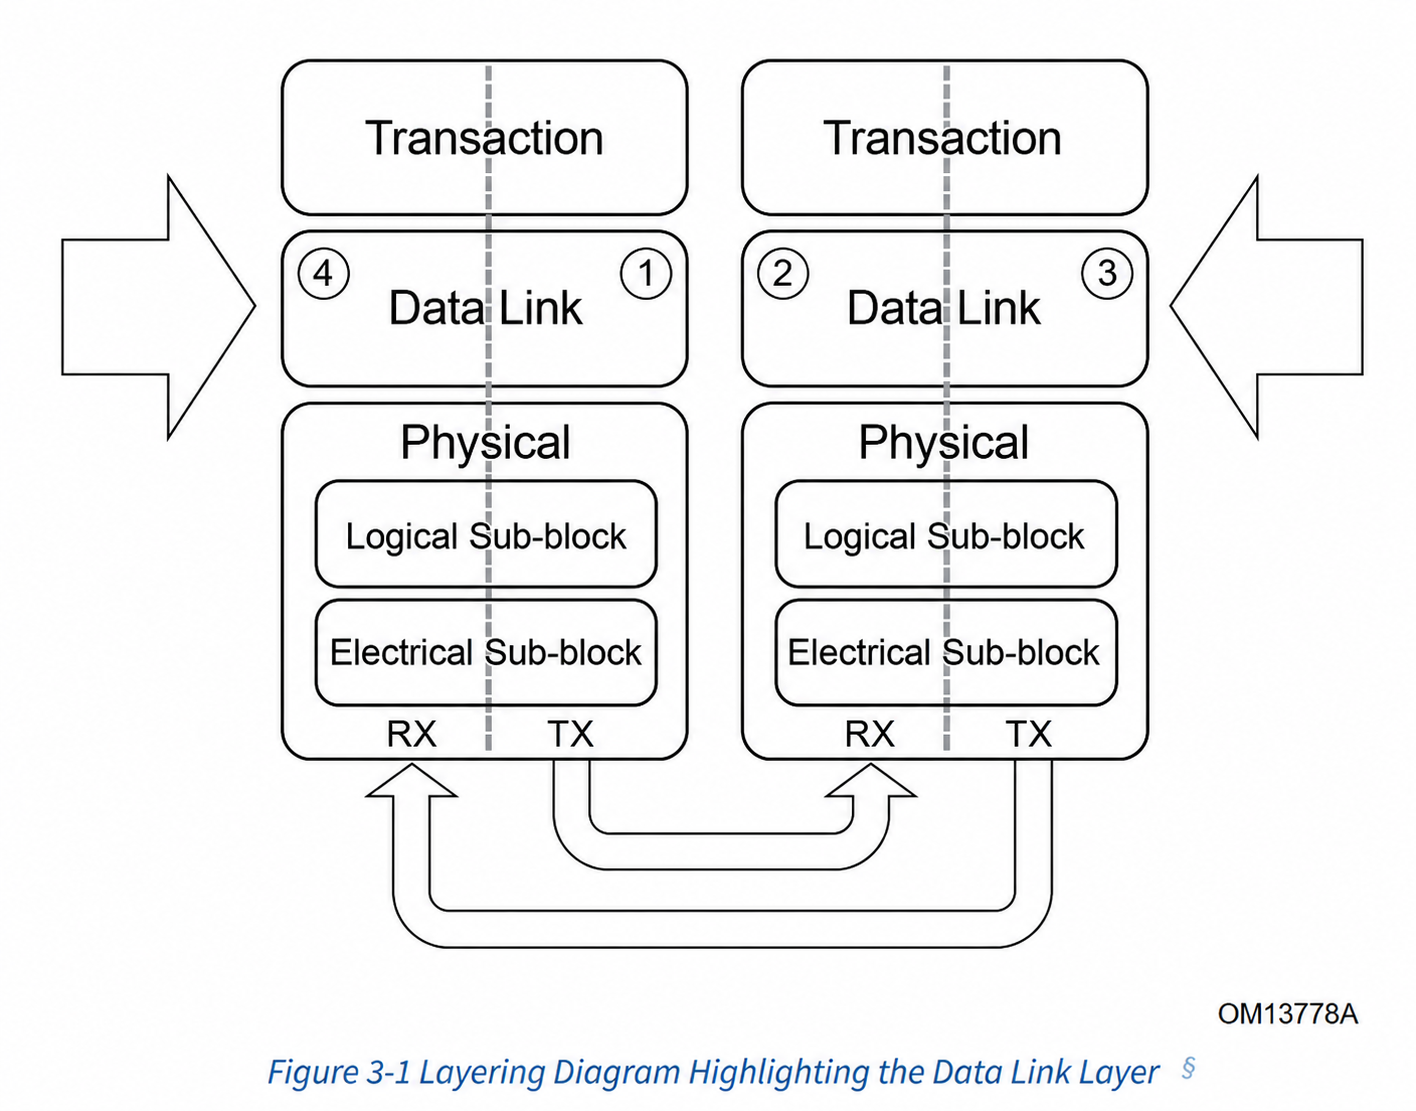 Transaction Transaction
4 1 2 3
Data Link Data Link
Physical Physical
Logical Sub-block Logical Sub-block
Electrical Sub-block Electrical Sub-block
RX TX RX TX
OM13778A
Figure 3-1 Layering Diagram Highlighting the Data Link Layer §